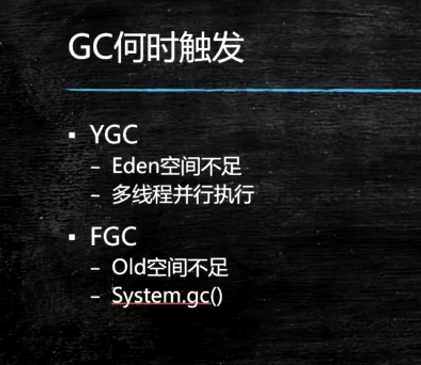 GC何时触发
▪ YGC
– Eden空间不足
– 多线程并行执行
▪ FGC
– Old空间不足
– System.gc()